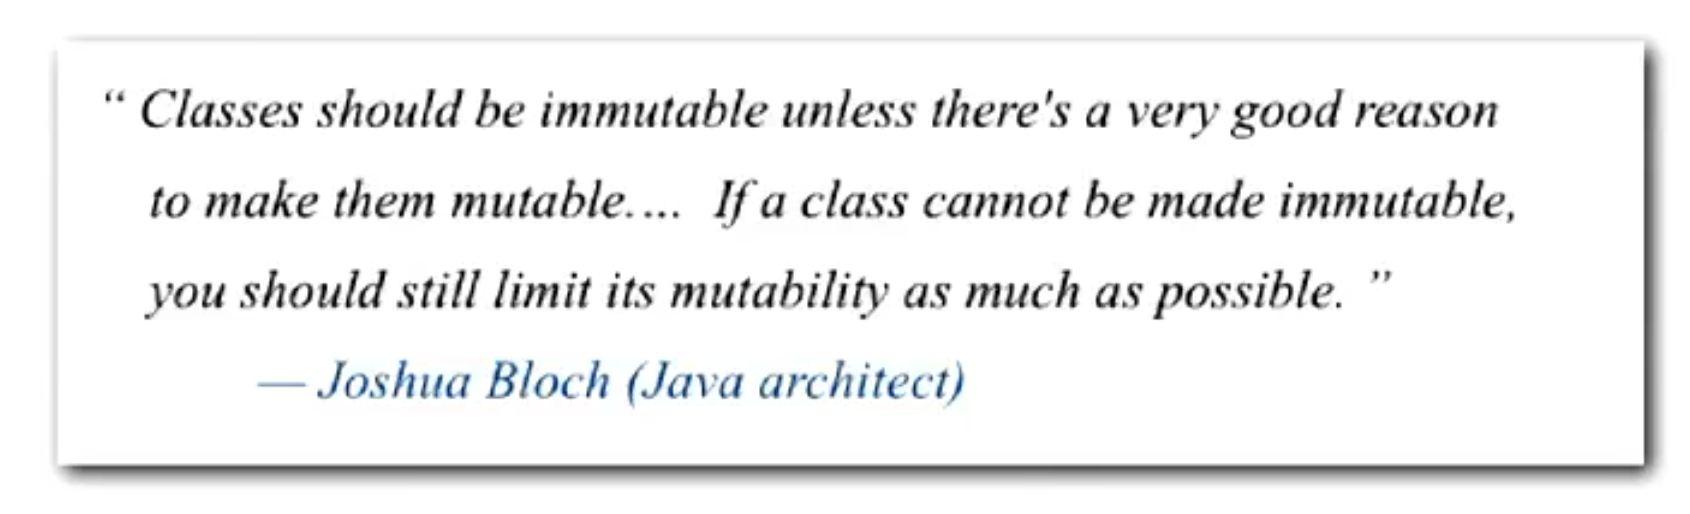 “ Classes should be immutable unless there's a very good reason
to make them mutable.... If a class cannot be made immutable,
you should still limit its mutability as much as possible. ”
— Joshua Bloch (Java architect)